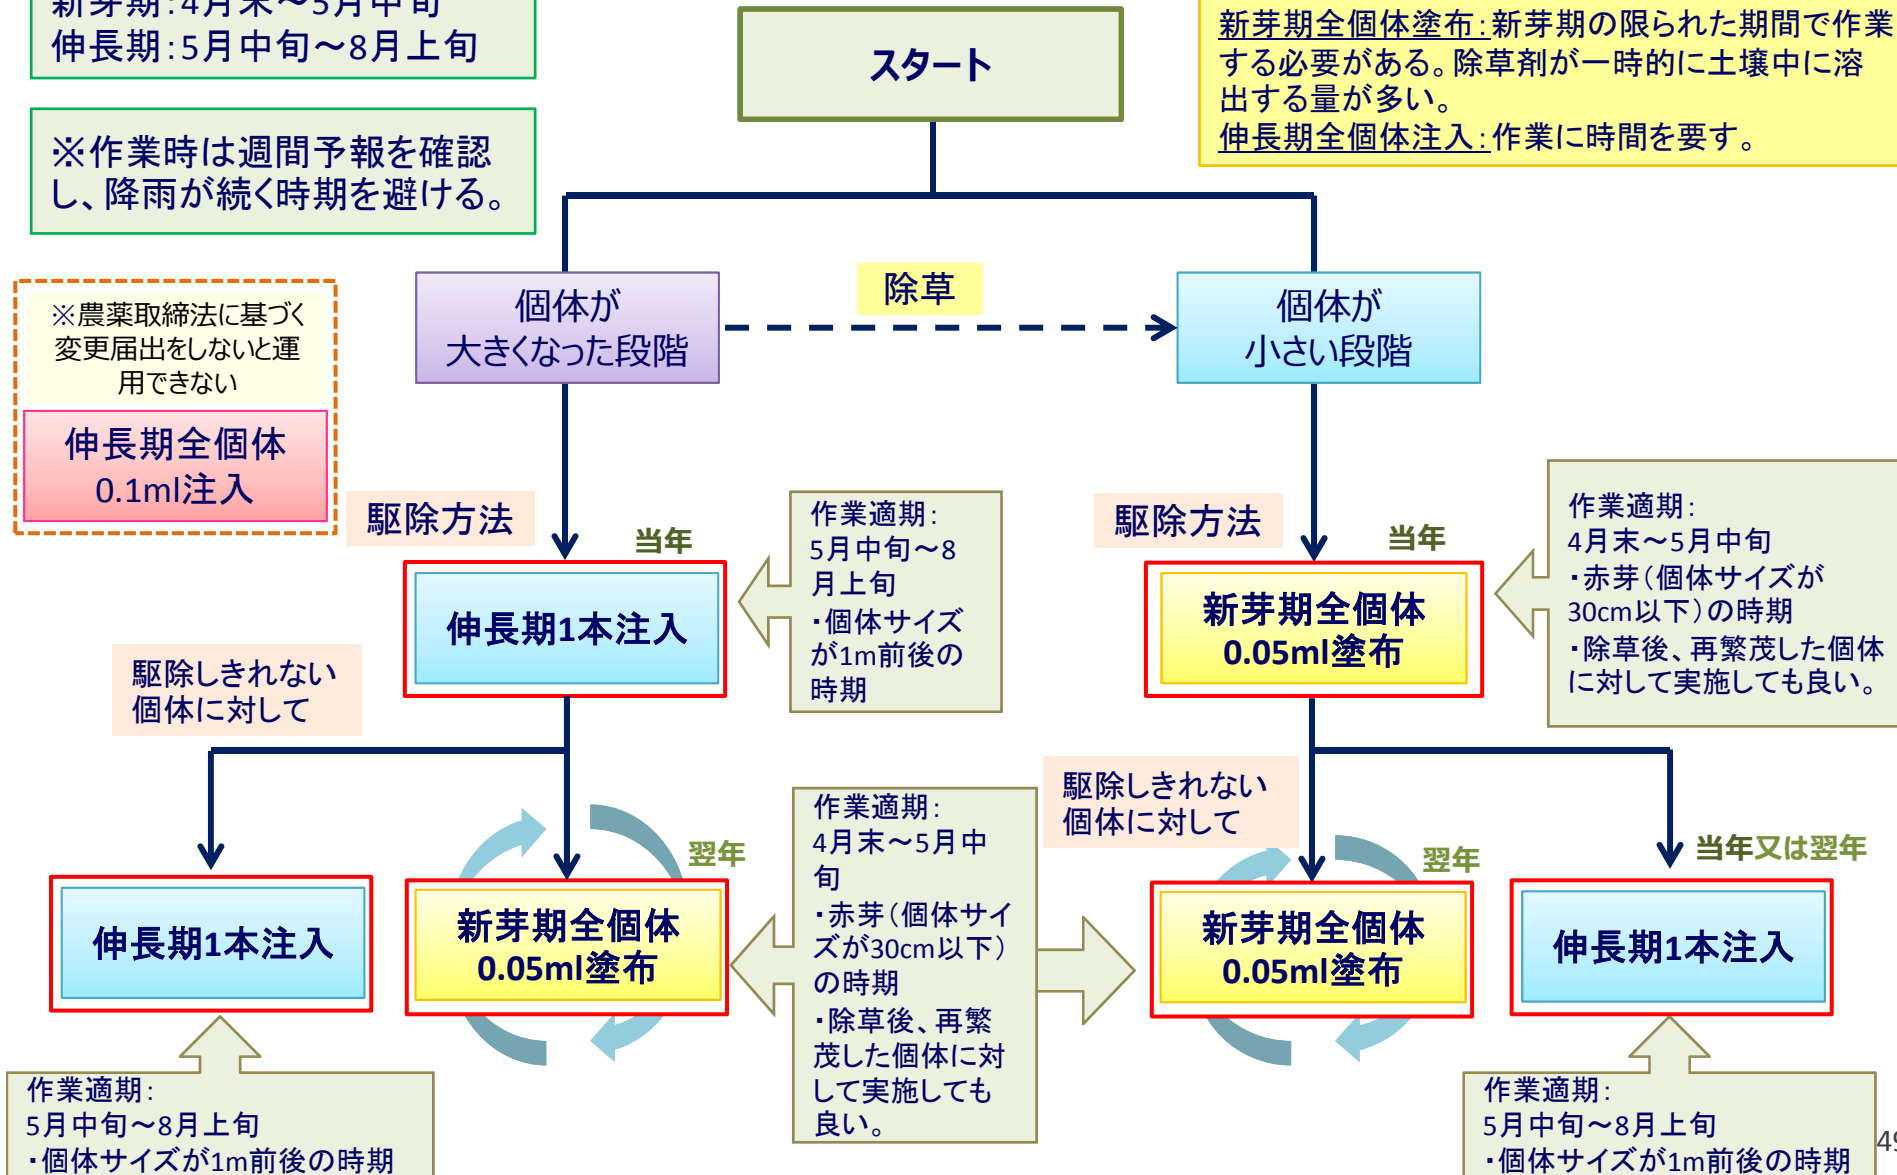 新芽期：4月末～5月中旬
伸長期：5月中旬～8月上旬
※作業時は週間予報を確認
し、降雨が続く時期を避ける。
スタート
新芽期全個体塗布：新芽期の限られた期間で作業
する必要がある。除草剤が一時的に土壌中に溶
出する量が多い。
伸長期全個体注入：作業に時間を要す。
※農薬取締法に基づく
変更届出をしないと運
用できない
伸長期全個体
0.1ml注入
個体が
大きくなった段階
除草
個体が
小さい段階
駆除方法
当年
伸長期1本注入
作業適期：
5月中旬～8
月上旬
・個体サイズ
が1m前後の
時期
駆除方法
当年
新芽期全個体
0.05ml塗布
作業適期：
4月末～5月中旬
・赤芽（個体サイズが
30cm以下）の時期
・除草後、再繁茂した個体
に対して実施しても良い。
駆除しきれない
個体に対して
伸長期1本注入
翌年
新芽期全個体
0.05ml塗布
作業適期：
4月末～5月中
旬
・赤芽（個体サイ
ズが30cm以下）
の時期
・除草後、再繁
茂した個体に対
して実施しても
良い。
駆除しきれない
個体に対して
翌年
新芽期全個体
0.05ml塗布
当年又は翌年
伸長期1本注入
作業適期：
5月中旬～8月上旬
・個体サイズが1m前後の時期
作業適期：
5月中旬～8月上旬
・個体サイズが1m前後の時期
49